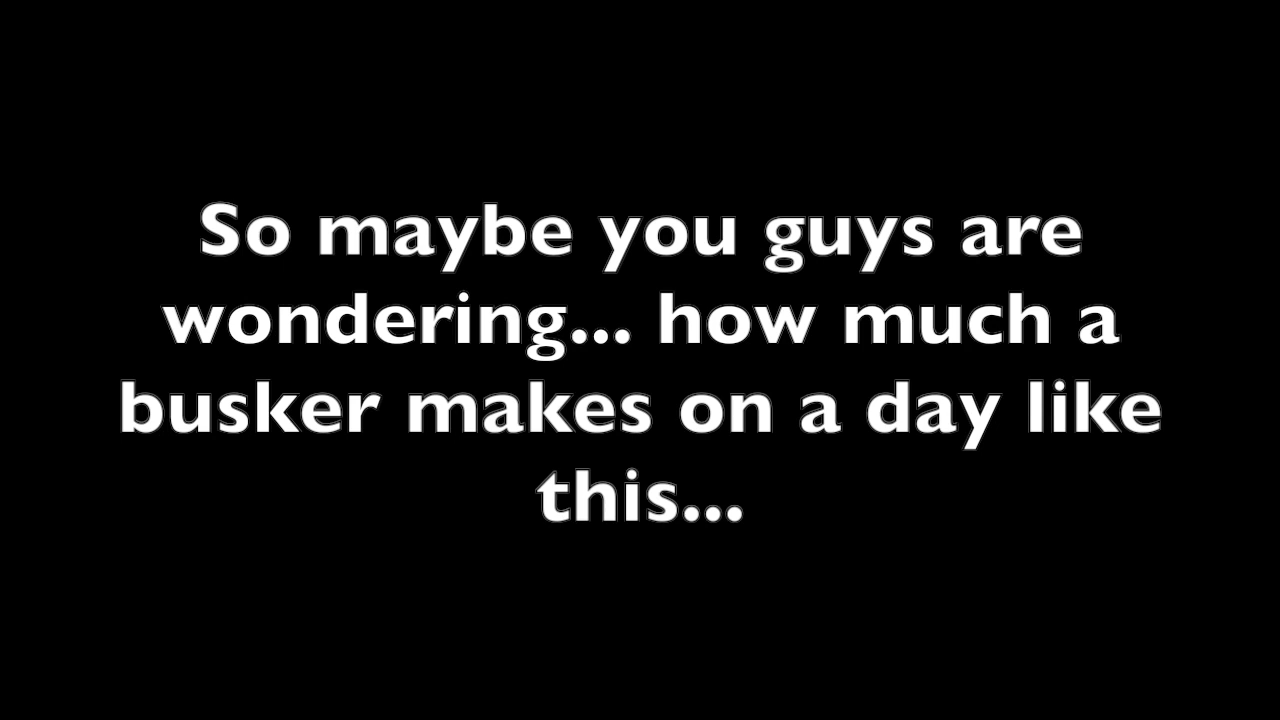 So maybe you guys are
wondering... how much a
busker makes on a day like
this...